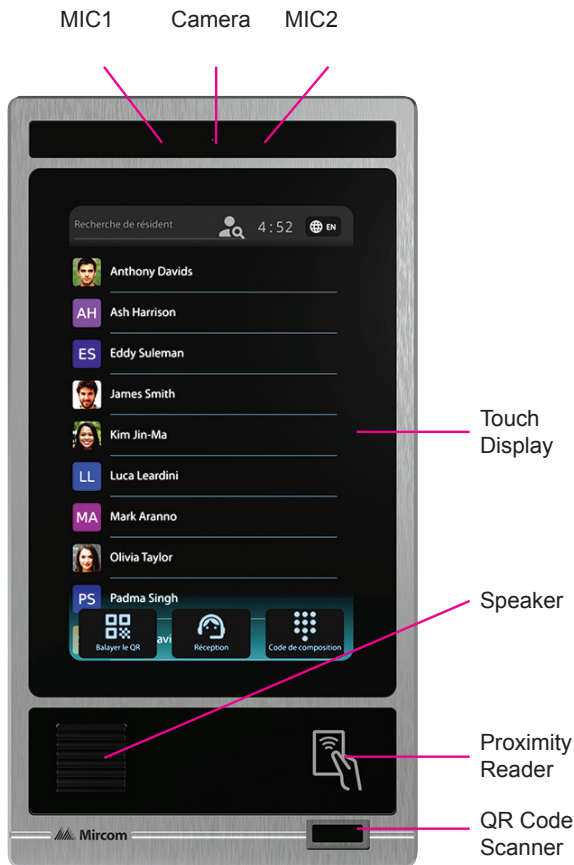 MIC1 Camera MIC2
Recherche de résident 4:52 EN
Anthony Davids
AH Ash Harrison
ES Eddy Suleman
James Smith
Kim Jin-Ma
LL Luca Leardini
MA Mark Aranno
Olivia Taylor
PS Padma Singh
avi
Balayer le QR Réception Code de composition
Touch
Display
Speaker
Proximity
Reader
Mircom
QR Code
Scanner